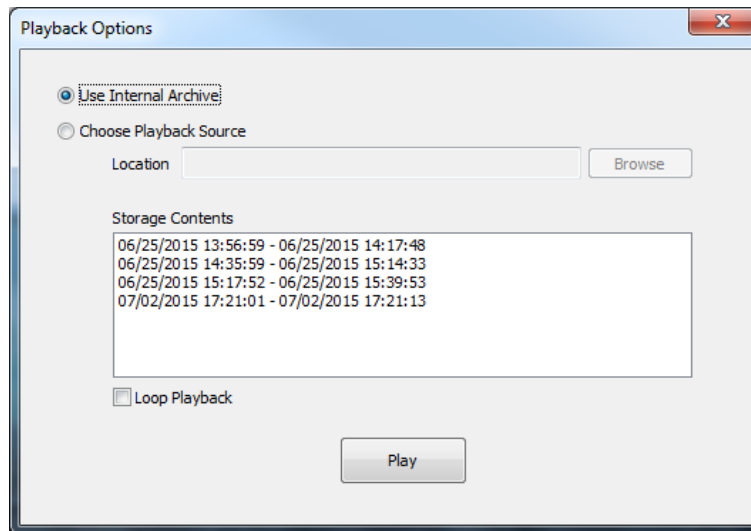 Playback Options
Use Internal Archive
Choose Playback Source
Location
Browse
Storage Contents
06/25/2015 13:56:59 - 06/25/2015 14:17:48
06/25/2015 14:35:59 - 06/25/2015 15:14:33
06/25/2015 15:17:52 - 06/25/2015 15:39:53
07/02/2015 17:21:01 - 07/02/2015 17:21:13
Loop Playback
Play